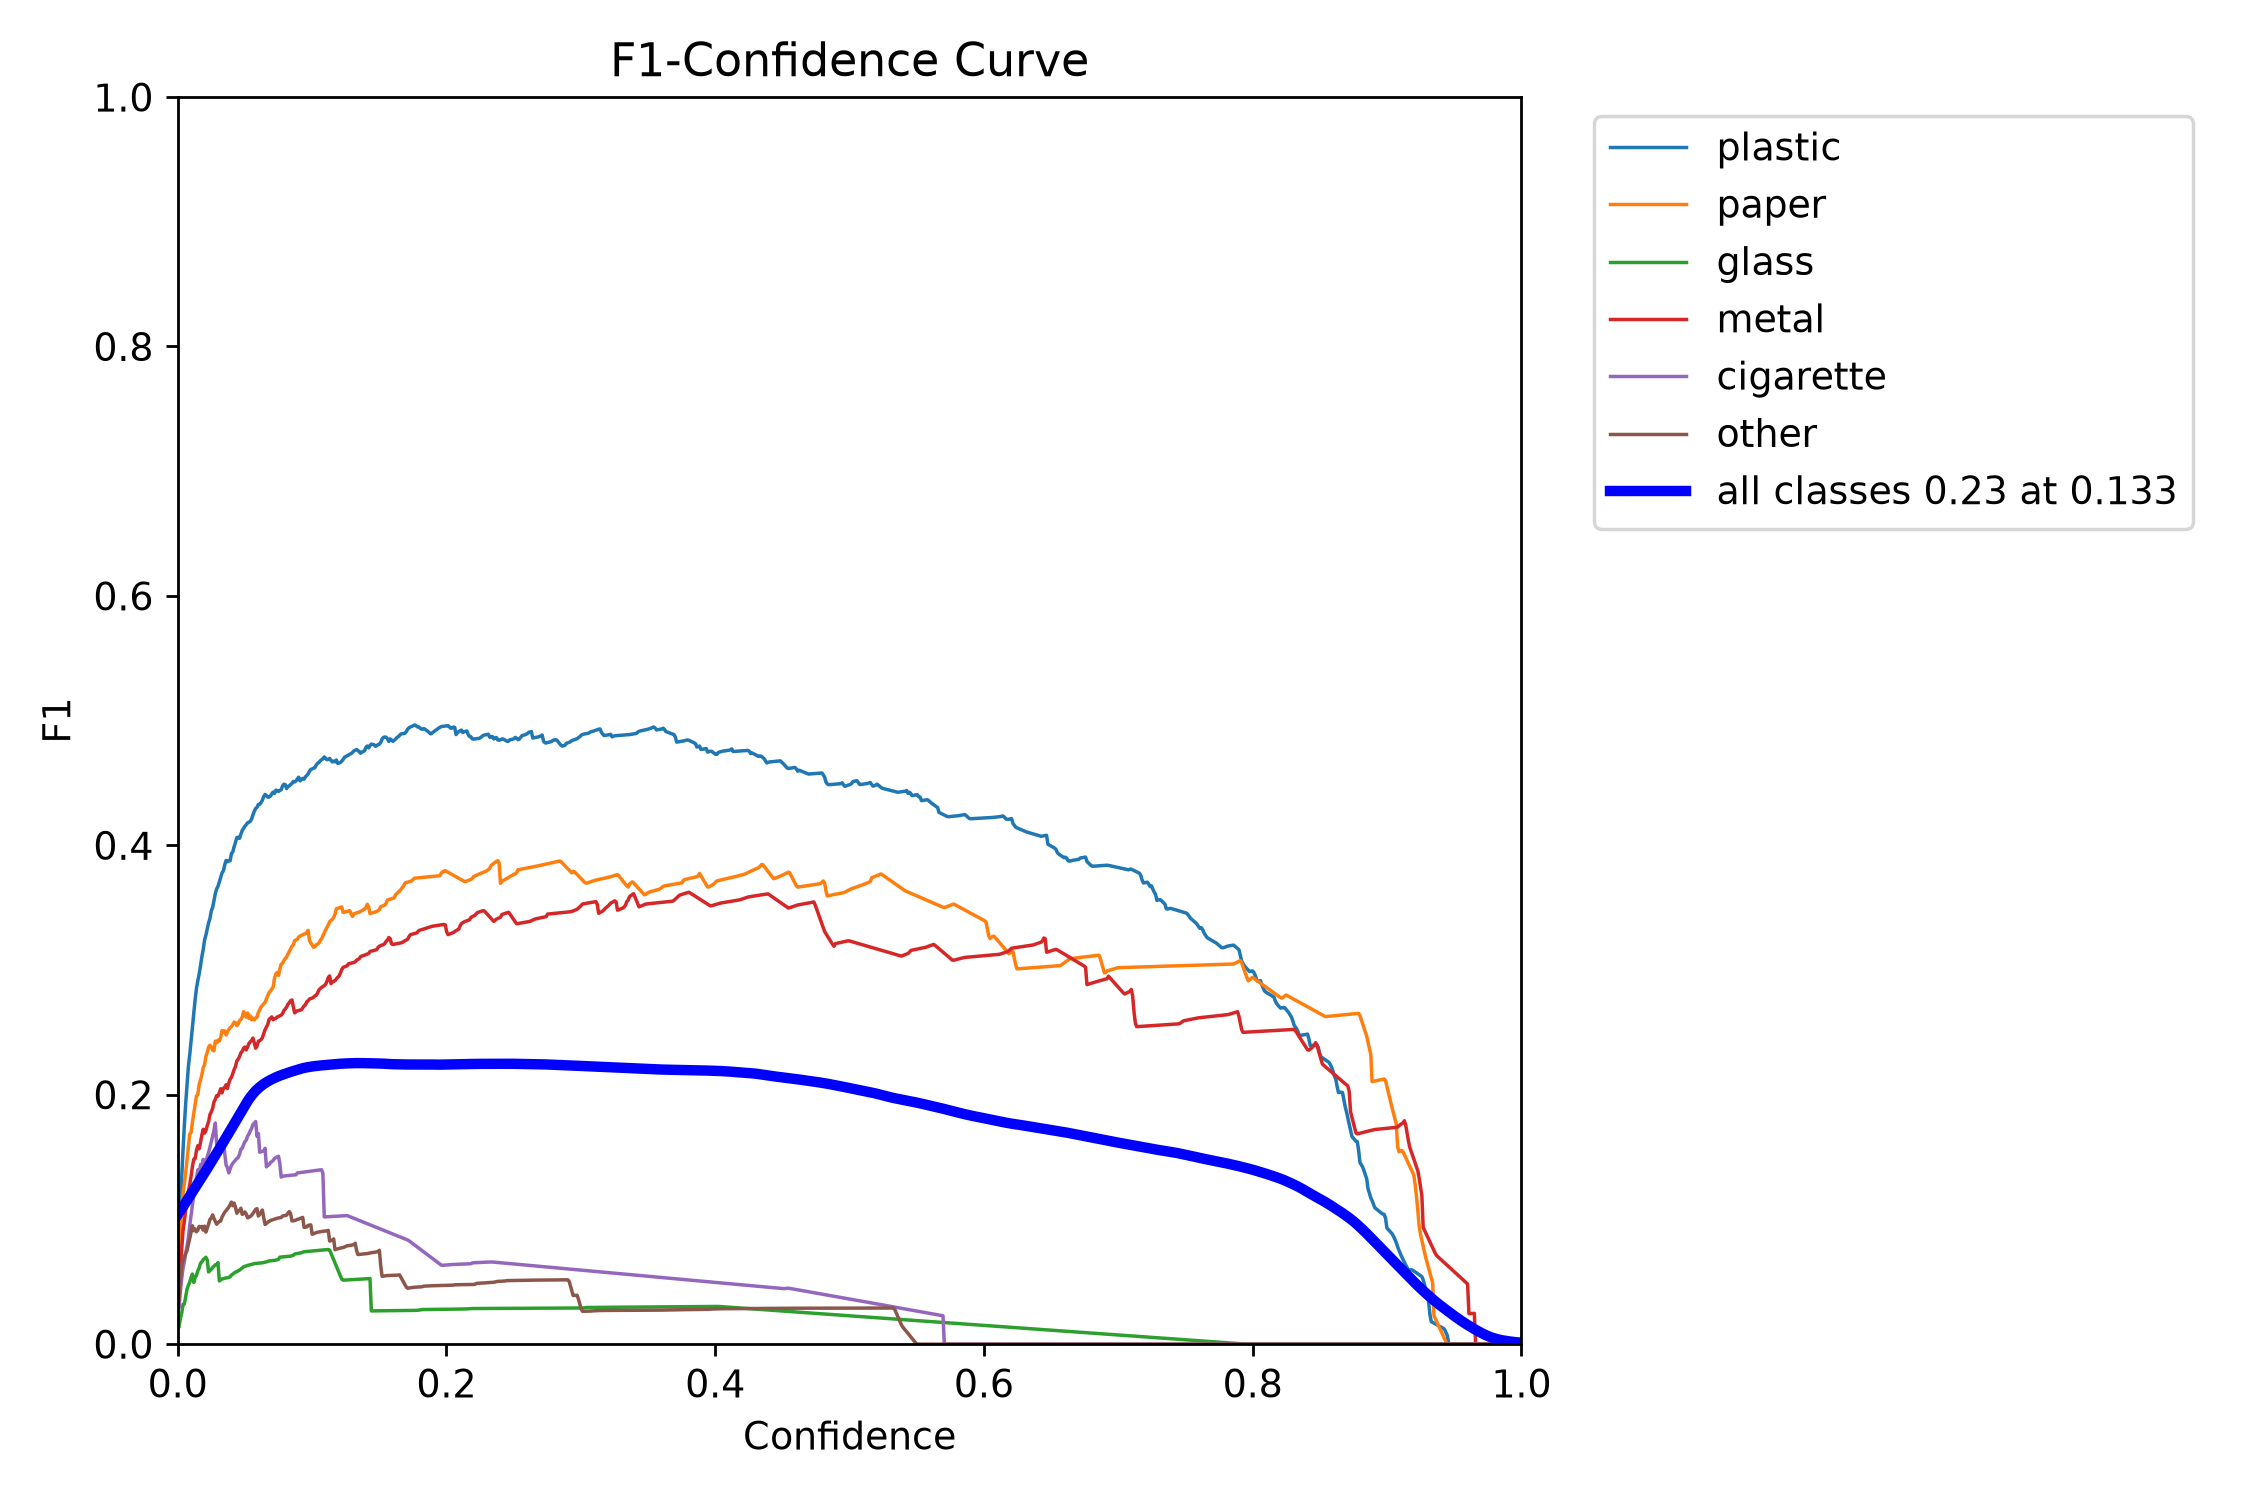 F1-Confidence Curve
1.0
0.8
0.6
0.4
0.2
0.0
F1
0.0 0.2 0.4 0.6 0.8 1.0
Confidence
plastic
paper
glass
metal
cigarette
other
all classes 0.23 at 0.133